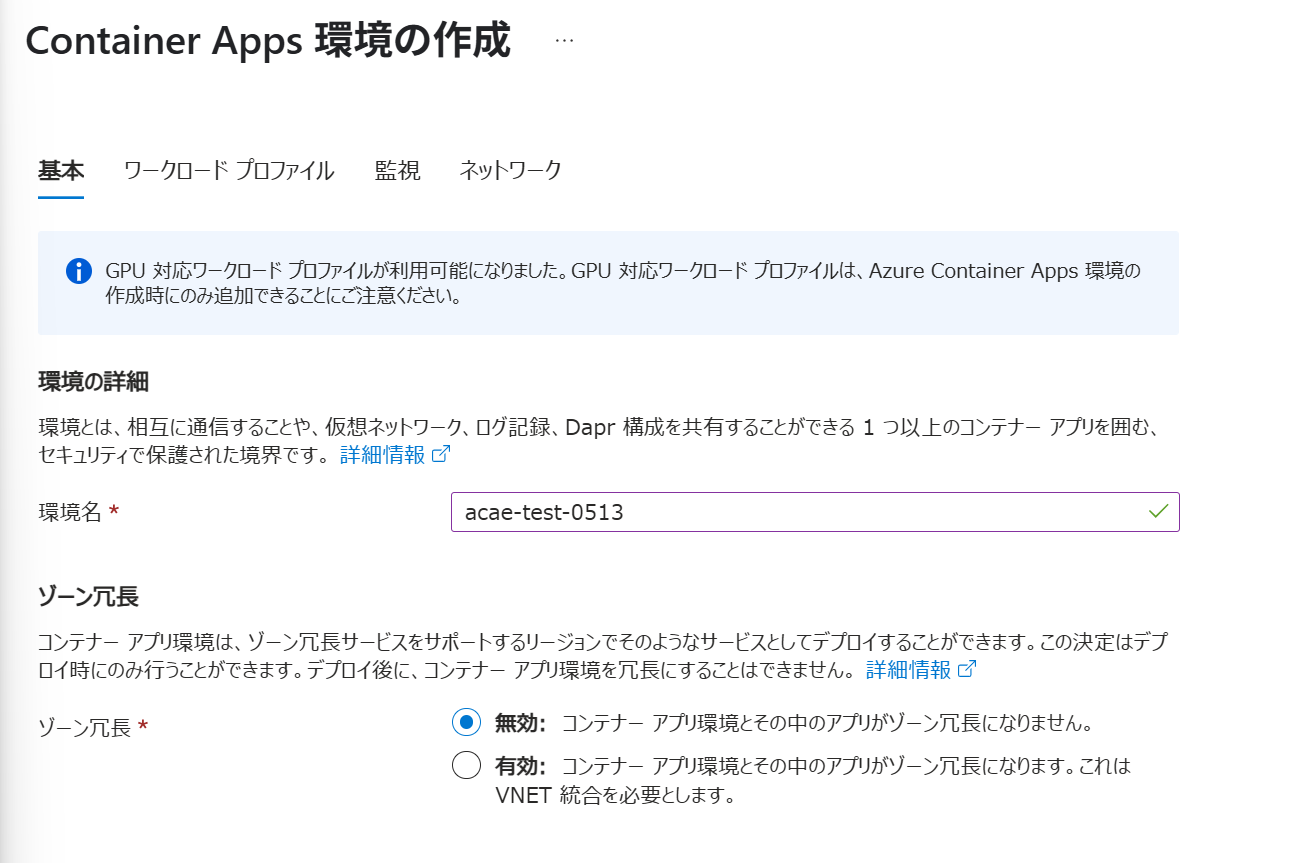 Container Apps 環境の作成 …
基本 ワークロード プロファイル 監視 ネットワーク
GPU 対応ワークロード プロファイルが利用可能になりました。GPU 対応ワークロード プロファイルは、Azure Container Apps 環境の
作成時にのみ追加できることにご注意ください。
環境の詳細
環境とは、相互に通信することや、仮想ネットワーク、ログ記録、Dapr 構成を共有することができる 1 つ以上のコンテナー アプリを囲む、
セキュリティで保護された境界です。 詳細情報
環境名 * acae-test-0513
ゾーン冗長
コンテナー アプリ環境は、ゾーン冗長サービスをサポートするリージョンでそのようなサービスとしてデプロイすることができます。この決定はデプ
ロイ時にのみ行うことができます。デプロイ後に、コンテナー アプリ環境を冗長にすることはできません。 詳細情報
ゾーン冗長 * 無効: コンテナー アプリ環境とその中のアプリがゾーン冗長になりません。
有効: コンテナー アプリ環境とその中のアプリがゾーン冗長になります。これは
VNET 統合を必要とします。